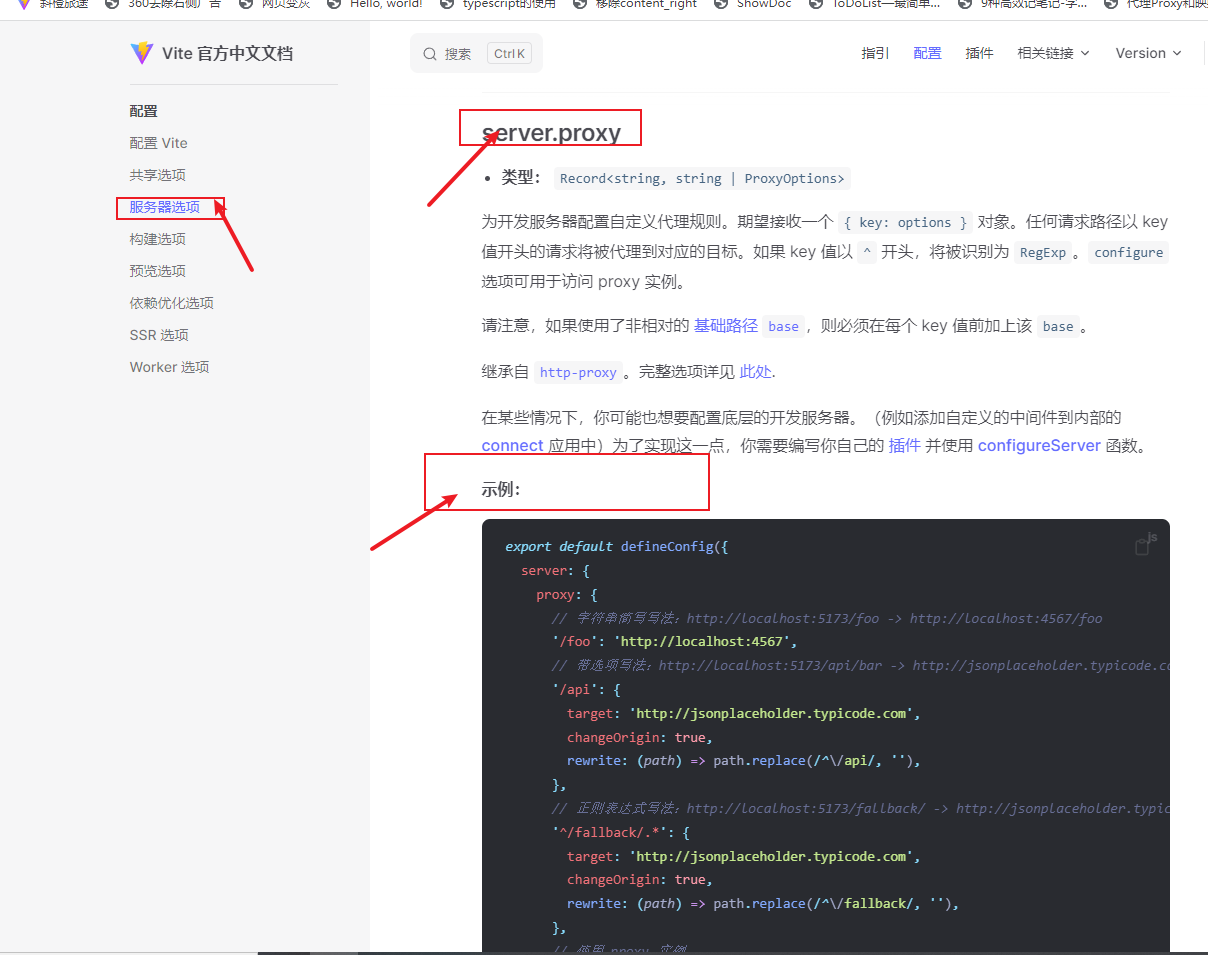 斜橙旅途 360去除右侧广告 网页变灰 Hello, world! typescript的使用 移除content_right ShowDoc ToDoList—最简单... 9种高效记笔记-学... 代理Proxy和映
Vite 官方中文文档
搜索 Ctrl K
指引 配置 插件 相关链接 Version
配置
配置 Vite
共享选项
服务器选项
构建选项
预览选项
依赖优化选项
SSR 选项
Worker 选项
server.proxy
• 类型： Record<string, string | ProxyOptions>
为开发服务器配置自定义代理规则。期望接收一个 { key: options } 对象。任何请求路径以 key
值开头的请求将被代理到对应的目标。如果 key 值以 ^ 开头，将被识别为 RegExp 。 configure
选项可用于访问 proxy 实例。
请注意，如果使用了非相对的 基础路径 base ，则必须在每个 key 值前加上该 base 。
继承自 http-proxy 。完整选项详见 此处.
在某些情况下，你可能也想要配置底层的开发服务器。（例如添加自定义的中间件到内部的
connect 应用中）为了实现这一点，你需要编写你自己的 插件 并使用 configureServer 函数。
示例：
js
export default defineConfig({
server: {
proxy: {
// 字符串简写写法：http://localhost:5173/foo -> http://localhost:4567/foo
'/foo': 'http://localhost:4567',
// 带选项写法：http://localhost:5173/api/bar -> http://jsonplaceholder.typicode.co
'/api': {
target: 'http://jsonplaceholder.typicode.com',
changeOrigin: true,
rewrite: (path) => path.replace(/^\/api/, ''),
},
// 正则表达式写法：http://localhost:5173/fallback/ -> http://jsonplaceholder.typic
'^/fallback/.*': {
target: 'http://jsonplaceholder.typicode.com',
changeOrigin: true,
rewrite: (path) => path.replace(/^\/fallback/, ''),
},
// 使用 proxy 实例